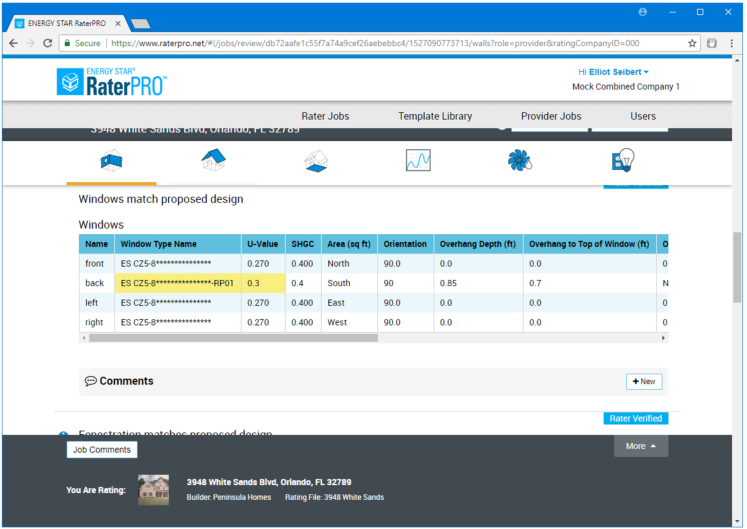 ENERGY STAR RaterPRO
Secure https://www.raterpro.net/#!/jobs/review/db72aafe1c55f7a74a9cef26aebebbc4/1527090773713/walls?role=provider&ratingCompanyID=000
ENERGY STAR®
RaterPRO™
Hi Elliot Seibert
Mock Combined Company 1
Rater Jobs Template Library Provider Jobs Users
3948 White Sands Blvd, Orlando, FL 32789
Windows match proposed design
Windows
Name Window Type Name U-Value SHGC Area (sq ft) Orientation Overhang Depth (ft) Overhang to Top of Window (ft) O
front ES CZ5-8*************** 0.270 0.400 North 90.0 0.0 0.0 0
back ES CZ5-8***************-RP01 0.3 0.4 South 90 0.85 0.7 N
left ES CZ5-8*************** 0.270 0.400 East 90.0 0.0 0.0 0
right ES CZ5-8*************** 0.270 0.400 West 90.0 0.0 0.0 0
Comments + New
Rater Verified
Fenestration matches proposed design
Job Comments More
You Are Rating: 3948 White Sands Blvd, Orlando, FL 32789
Builder: Peninsula Homes Rating File: 3948 White Sands